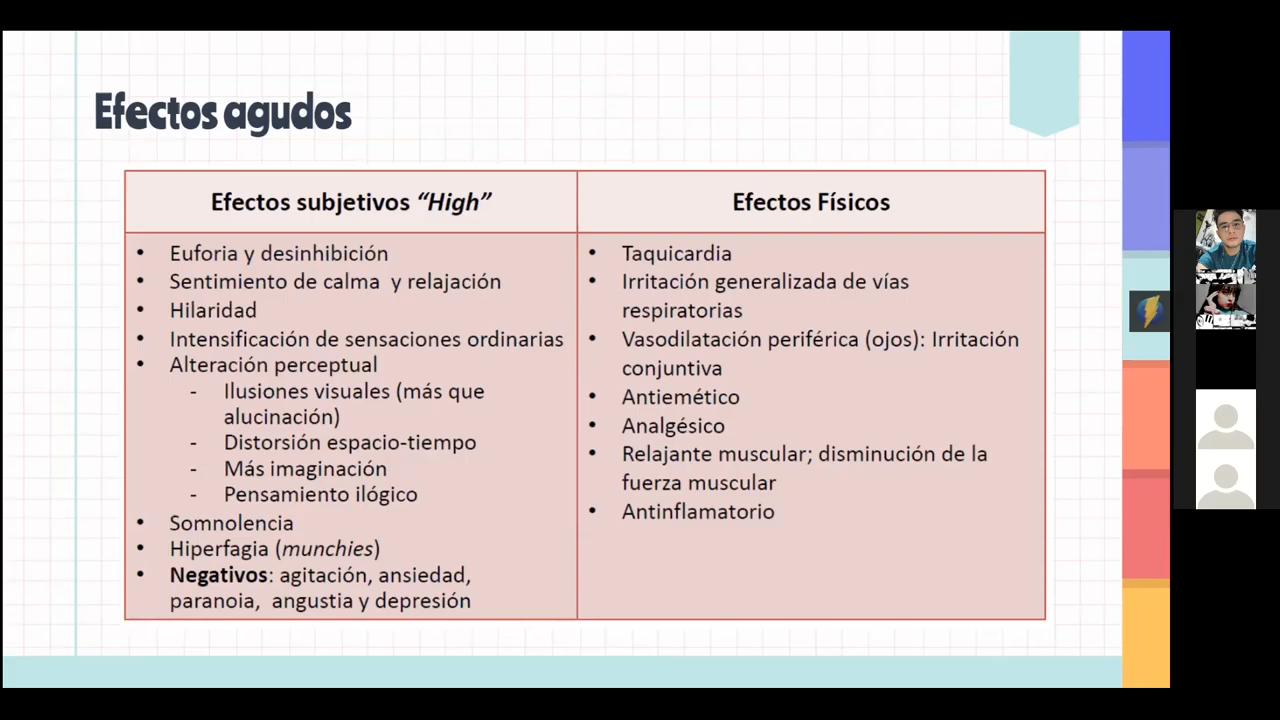 Efectos agudos
Efectos subjetivos “High”
• Euforia y desinhibición
• Sentimiento de calma y relajación
• Hilaridad
• Intensificación de sensaciones ordinarias
• Alteración perceptual
- Ilusiones visuales (más que
alucinación)
- Distorsión espacio-tiempo
- Más imaginación
- Pensamiento ilógico
• Somnolencia
• Hiperfagia (munchies)
• Negativos: agitación, ansiedad,
paranoia, angustia y depresión
Efectos Físicos
• Taquicardia
• Irritación generalizada de vías
respiratorias
• Vasodilatación periférica (ojos): Irritación
conjuntiva
• Antiemético
• Analgésico
• Relajante muscular; disminución de la
fuerza muscular
• Antinflamatorio